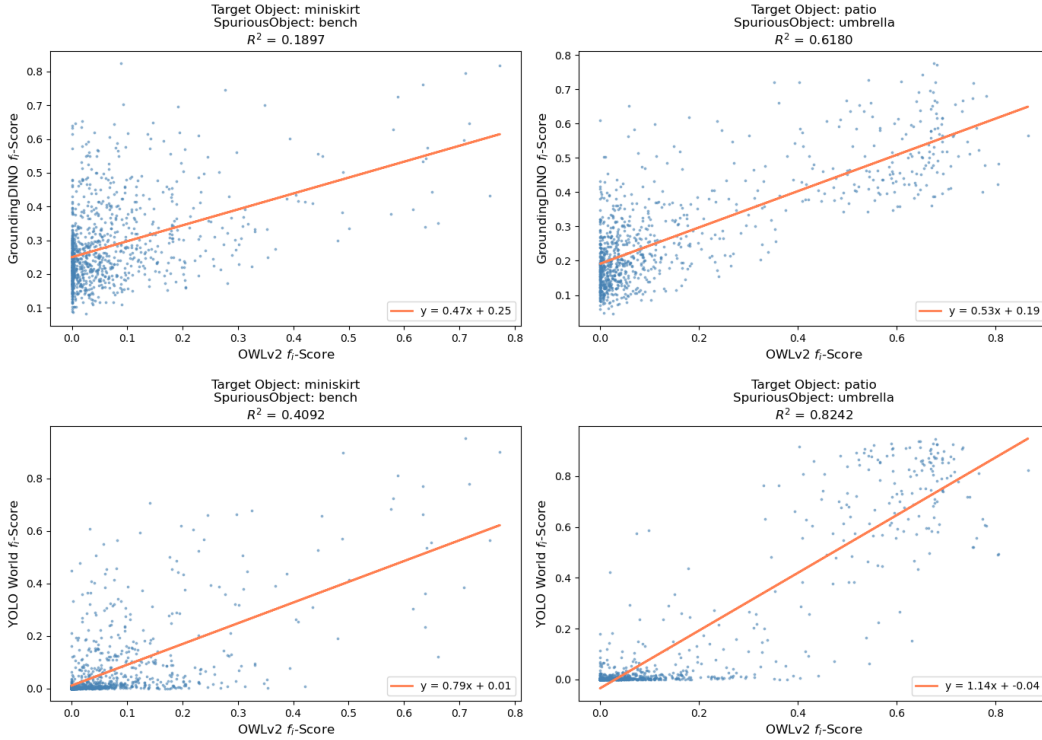 Target Object: miniskirt
SpuriousObject: bench
R² = 0.1897
GroundingDINO fᵢ-Score
0.8
0.7
0.6
0.5
0.4
0.3
0.2
0.1
y = 0.47x + 0.25
0.0 0.1 0.2 0.3 0.4 0.5 0.6 0.7 0.8
OWLv2 fᵢ-Score
Target Object: patio
SpuriousObject: umbrella
R² = 0.6180
GroundingDINO fᵢ-Score
0.8
0.7
0.6
0.5
0.4
0.3
0.2
0.1
y = 0.53x + 0.19
0.0 0.2 0.4 0.6 0.8
OWLv2 fᵢ-Score
Target Object: miniskirt
SpuriousObject: bench
R² = 0.4092
YOLO World fᵢ-Score
0.8
0.6
0.4
0.2
0.0
y = 0.79x + 0.01
0.0 0.1 0.2 0.3 0.4 0.5 0.6 0.7 0.8
OWLv2 fᵢ-Score
Target Object: patio
SpuriousObject: umbrella
R² = 0.8242
YOLO World fᵢ-Score
0.8
0.6
0.4
0.2
0.0
y = 1.14x + -0.04
0.0 0.2 0.4 0.6 0.8
OWLv2 fᵢ-Score